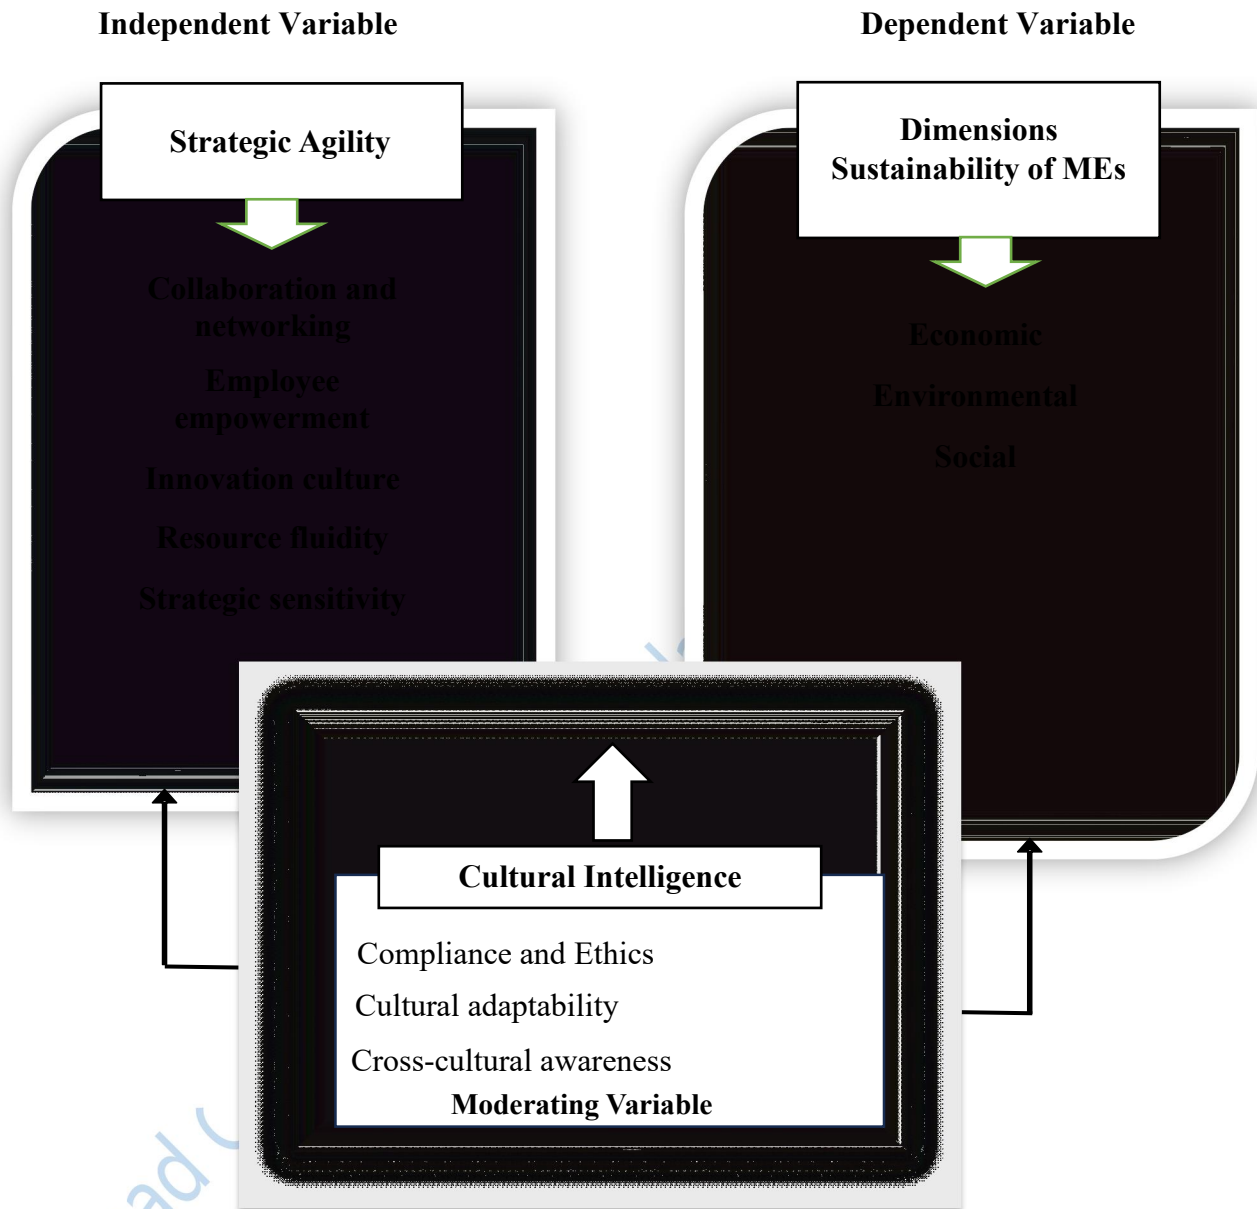 Independent Variable
Dependent Variable
Strategic Agility
Collaboration and
networking
Employee
empowerment
Innovation culture
Resource fluidity
Strategic sensitivity
Dimensions
Sustainability of MEs
Economic
Environmental
Social
Cultural Intelligence
Compliance and Ethics
Cultural adaptability
Cross-cultural awareness
Moderating Variable